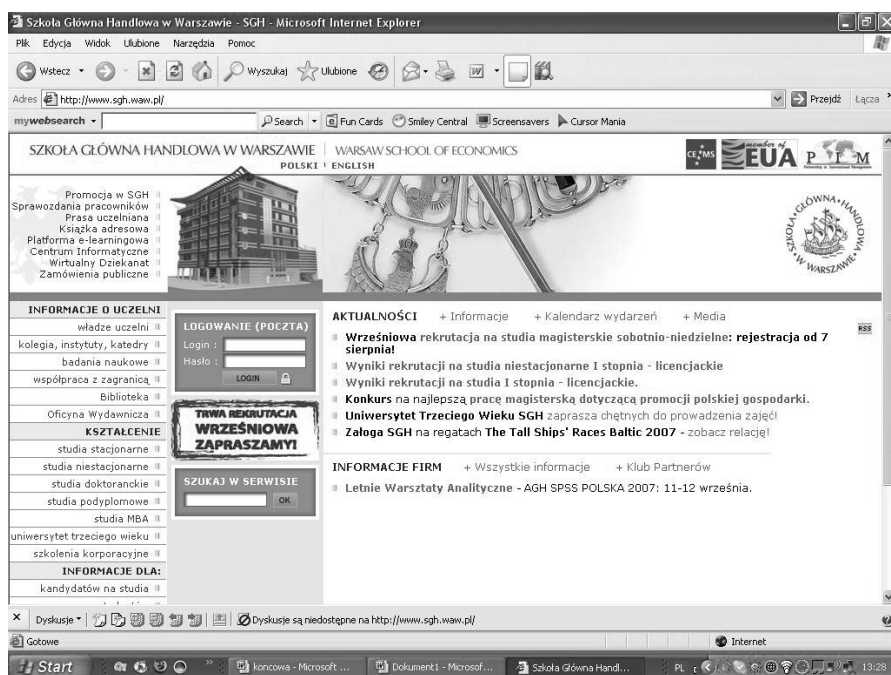 Szkoła Główna Handlowa w Warszawie - SGH - Microsoft Internet Explorer
Plik Edycja Widok Ulubione Narzędzia Pomoc
Wstecz Wyszukaj Ulubione
Adres http://www.sgh.waw.pl/ Przejdź Łącza
mywebsearch Search Fun Cards Smiley Central Screensavers Cursor Mania
SZKOŁA GŁÓWNA HANDLOWA W WARSZAWIE WARSAW SCHOOL OF ECONOMICS
POLSKI ENGLISH
CEMS member of EUA PIM
Promocja w SGH
Sprawozdania pracowników
Prasa uczelniana
Książka adresowa
Platforma e-learningowa
Centrum Informatyczne
Wirtualny Dziekanat
Zamówienia publiczne
SZKOŁA GŁÓWNA HANDLOWA W WARSZAWIE
INFORMACJE O UCZELNI
władze uczelni
kolegia, instytuty, katedry
badania naukowe
współpraca z zagranicą
Biblioteka
Oficyna Wydawnicza
KSZTAŁCENIE
studia stacjonarne
studia niestacjonarne
studia doktoranckie
studia podyplomowe
studia MBA
uniwersytet trzeciego wieku
szkolenia korporacyjne
INFORMACJE DLA:
kandydatów na studia
LOGOWANIE (POCZTA)
Login :
Hasło :
LOGIN
TRWA REKRUTACJA
WRZEŚNIOWA
ZAPRASZAMY!
SZUKAJ W SERWISIE
OK
AKTUALNOŚCI + Informacje + Kalendarz wydarzeń + Media
RSS
Wrześniowa rekrutacja na studia magisterskie sobotnio-niedzielne: rejestracja od 7
sierpnia!
Wyniki rekrutacji na studia niestacjonarne I stopnia - licencjackie
Wyniki rekrutacji na studia I stopnia - licencjackie.
Konkurs na najlepszą pracę magisterską dotyczącą promocji polskiej gospodarki.
Uniwersytet Trzeciego Wieku SGH zaprasza chętnych do prowadzenia zajęć!
Załoga SGH na regatach The Tall Ships' Races Baltic 2007 - zobacz relację!
INFORMACJE FIRM + Wszystkie informacje + Klub Partnerów
Letnie Warsztaty Analityczne - AGH SPSS POLSKA 2007: 11-12 września.
Dyskusje Dyskusje są niedostępne na http://www.sgh.waw.pl/
Gotowe Internet
Start koncowa - Microsoft ... Dokument1 - Microsof... Szkoła Główna Handl... PL 13:28